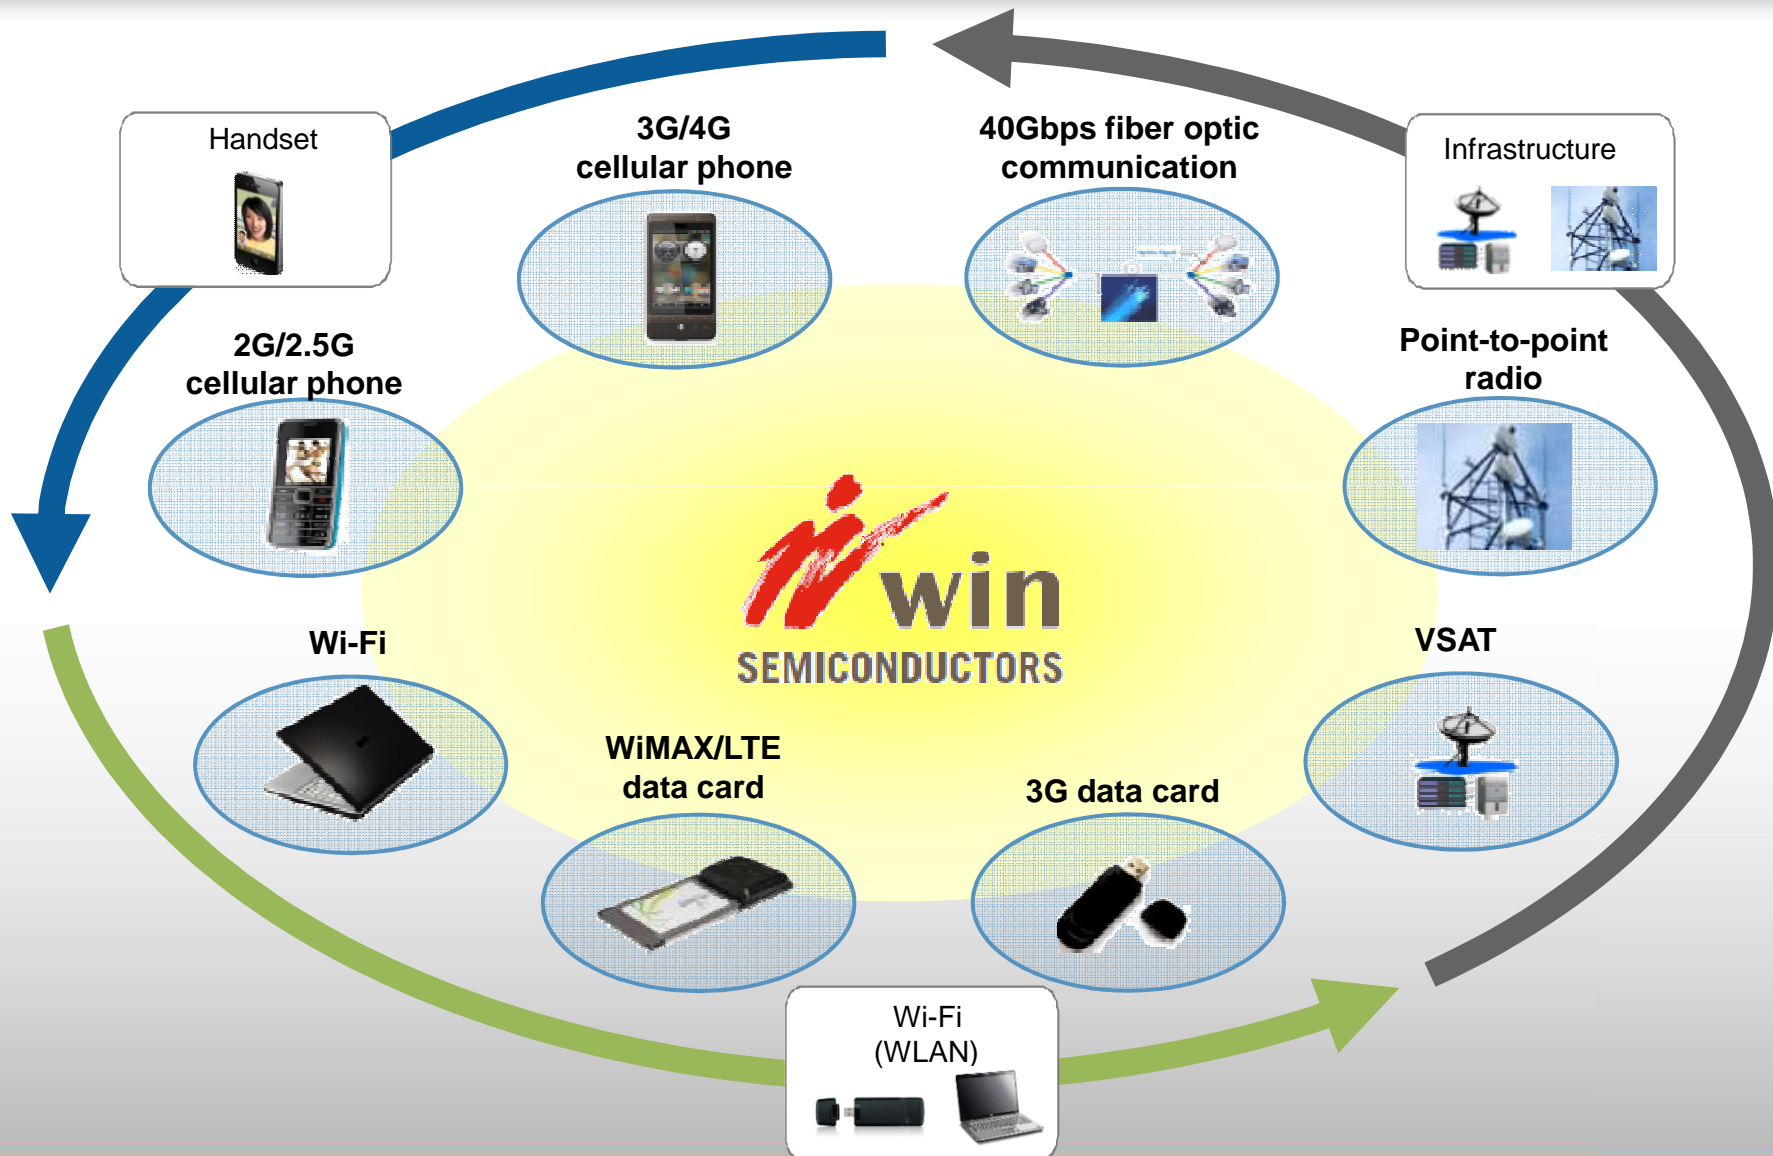 Handset
3G/4G
cellular phone
40Gbps fiber optic
communication
Infrastructure
2G/2.5G
cellular phone
Point-to-point
radio
win
SEMICONDUCTORS
Wi-Fi
VSAT
WiMAX/LTE
data card
3G data card
Wi-Fi
(WLAN)